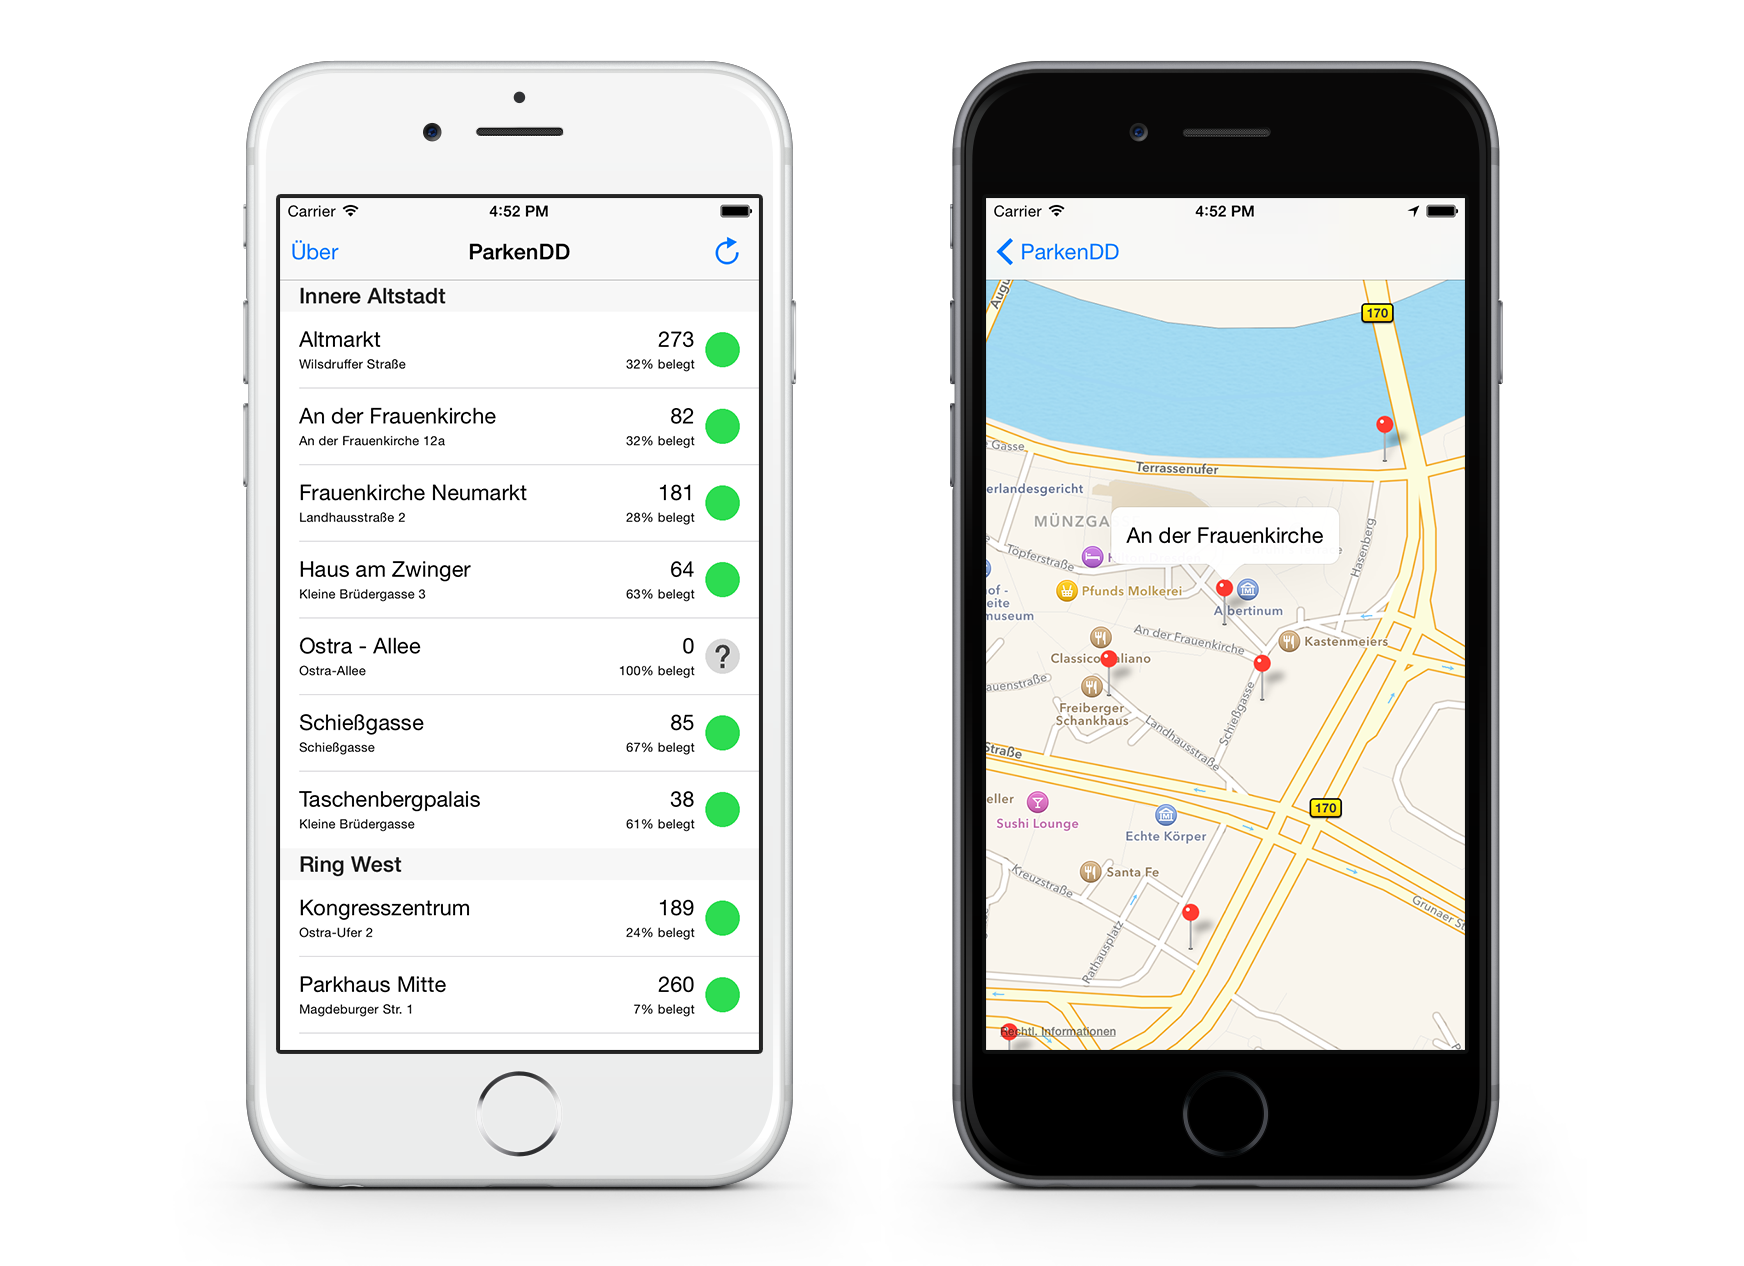 Carrier 4:52 PM
Über ParkenDD
Innere Altstadt
Altmarkt 273
Wilsdruffer Straße 32% belegt
An der Frauenkirche 82
An der Frauenkirche 12a 32% belegt
Frauenkirche Neumarkt 181
Landhausstraße 2 28% belegt
Haus am Zwinger 64
Kleine Brüdergasse 3 63% belegt
Ostra - Allee 0 ?
Ostra-Allee 100% belegt
Schießgasse 85
Schießgasse 67% belegt
Taschenbergpalais 38
Kleine Brüdergasse 61% belegt
Ring West
Kongresszentrum 189
Ostra-Ufer 2 24% belegt
Parkhaus Mitte 260
Magdeburger Str. 1 7% belegt
Carrier 4:52 PM
ParkenDD
Augu
170
e Gasse
Terrassenufer
erlandesgericht
MÜNZGA
An der Frauenkirche
Hasenberg
Töpferstraße
Pfunds Molkerei
Albertinum
of -
eite
museum
An der Frauenkirche
Kastenmeiers
Classico
aliano
auenstraße
Freiberger
Schankhaus
Schießgasse
Landhausstraße
Straße
eller
Sushi Lounge
170
Echte Körper
Santa Fe
Kreuzstraße
Grunaer St
Rathausplatz
Rechtl. Informationen